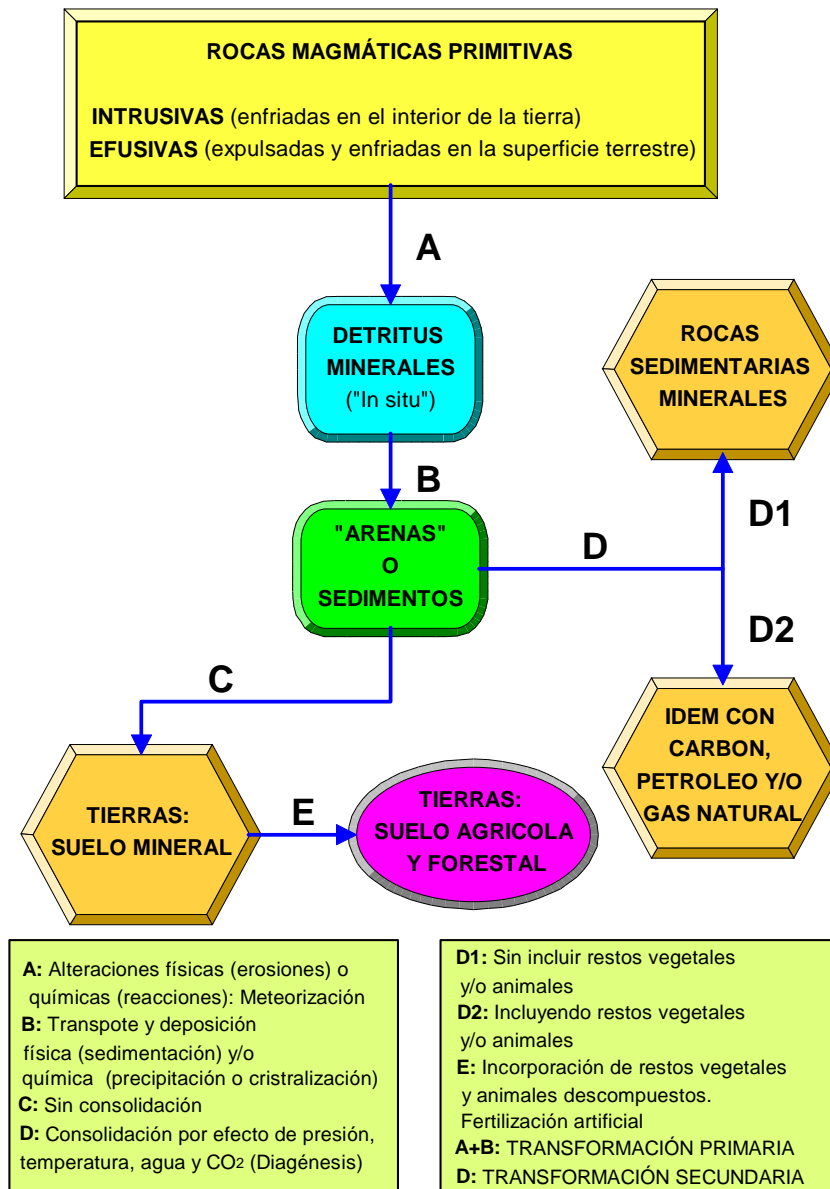 ROCAS MAGMÁTICAS PRIMITIVAS
INTRUSIVAS (enfriadas en el interior de la tierra)
EFUSIVAS (expulsadas y enfriadas en la superficie terrestre)
A
DETRITUS
MINERALES
("In situ")
ROCAS
SEDIMENTARIAS
MINERALES
B
"ARENAS"
O
SEDIMENTOS
D
D1
D2
C
IDEM CON
CARBON,
PETROLEO Y/O
GAS NATURAL
TIERRAS:
SUELO MINERAL
E
TIERRAS:
SUELO AGRICOLA
Y FORESTAL
A: Alteraciones físicas (erosiones) o
químicas (reacciones): Meteorización
B: Transpote y deposición
física (sedimentación) y/o
química (precipitación o cristralización)
C: Sin consolidación
D: Consolidación por efecto de presión,
temperatura, agua y CO2 (Diagénesis)
D1: Sin incluir restos vegetales
y/o animales
D2: Incluyendo restos vegetales
y/o animales
E: Incorporación de restos vegetales
y animales descompuestos.
Fertilización artificial
A+B: TRANSFORMACIÓN PRIMARIA
D: TRANSFORMACIÓN SECUNDARIA